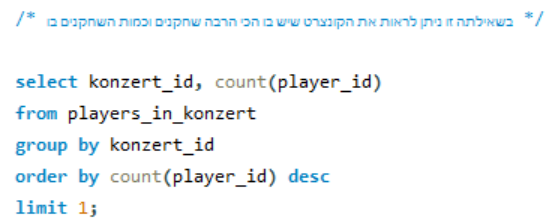 /* בשאילתה זו ניתן לראות את הקונצרט שיש בו הכי הרבה שחקנים וכמות השחקנים בו */
select konzert_id, count(player_id)
from players_in_konzert
group by konzert_id
order by count(player_id) desc
limit 1;